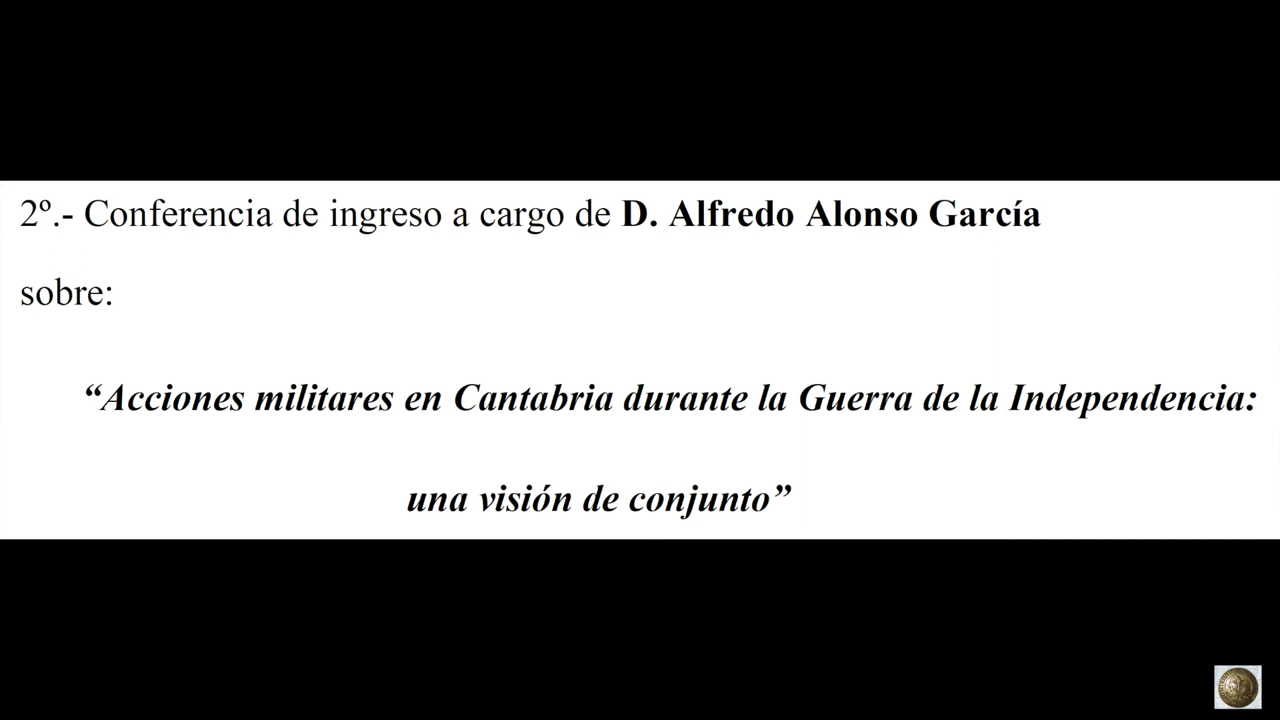 2º.- Conferencia de ingreso a cargo de D. Alfredo Alonso García
sobre:
“Acciones militares en Cantabria durante la Guerra de la Independencia:
una visión de conjunto”